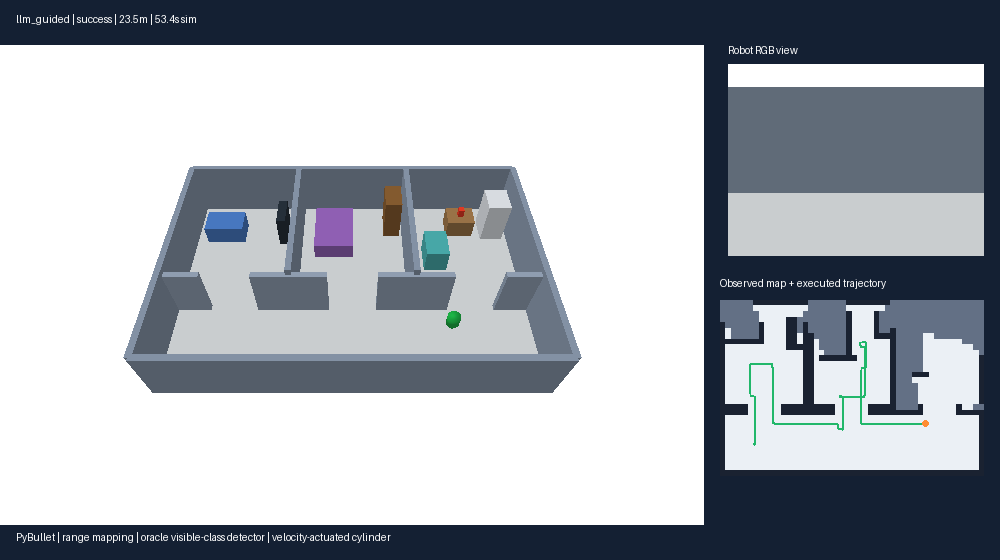 llm_guided | success | 23.5m | 53.4s sim
Robot RGB view
Observed map + executed trajectory
PyBullet | range mapping | oracle visible-class detector | velocity-actuated cylinder